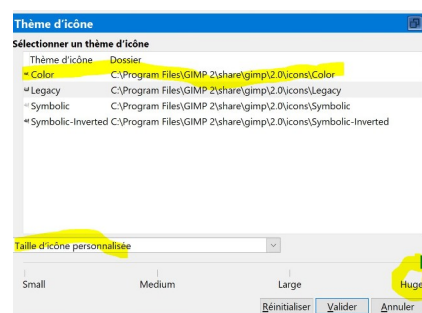 Thème d'icône
Sélectionner un thème d'icône
Thème d'icône Dossier
Color C:\Program Files\GIMP 2\share\gimp\2.0\icons\Color
Legacy C:\Program Files\GIMP 2\share\gimp\2.0\icons\Legacy
Symbolic C:\Program Files\GIMP 2\share\gimp\2.0\icons\Symbolic
Symbolic-Inverted C:\Program Files\GIMP 2\share\gimp\2.0\icons\Symbolic-Inverted
Taille d'icône personnalisée
Small Medium Large Huge
Réinitialiser Valider Annuler